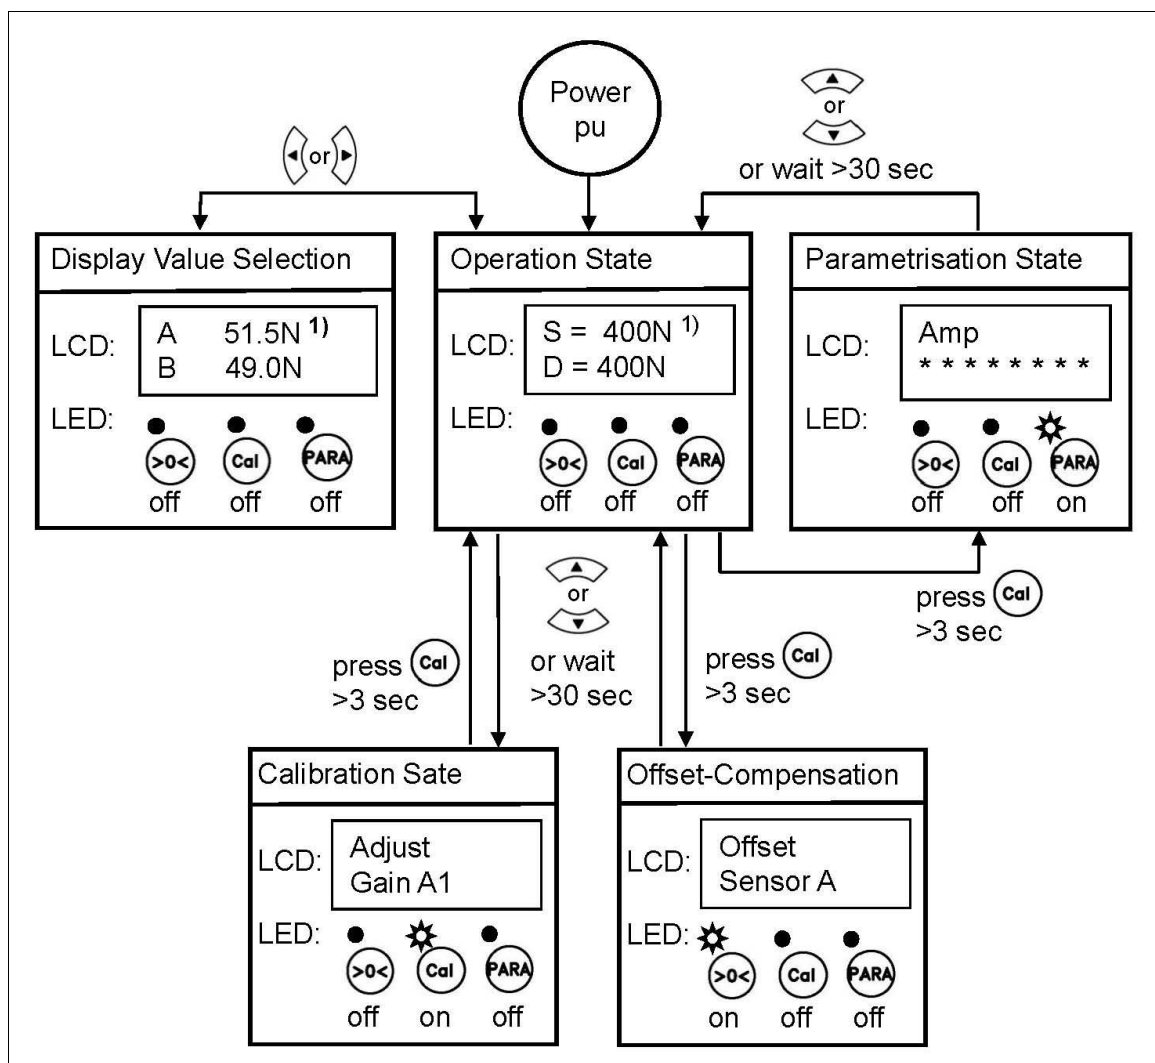 Power
pu
or
or
or wait >30 sec
Display Value Selection
LCD:
A 51.5N 1)
B 49.0N
LED:
>0< Cal PARA
off off off
Operation State
LCD:
S = 400N 1)
D = 400N
LED:
>0< Cal PARA
off off off
Parametrisation State
LCD:
Amp
* * * * * * * *
LED:
>0< Cal PARA
off off on
press Cal
>3 sec
or
or wait
>30 sec
press Cal
>3 sec
press Cal
>3 sec
Calibration Sate
LCD:
Adjust
Gain A1
LED:
>0< Cal PARA
off on off
Offset-Compensation
LCD:
Offset
Sensor A
LED:
>0< Cal PARA
on off off